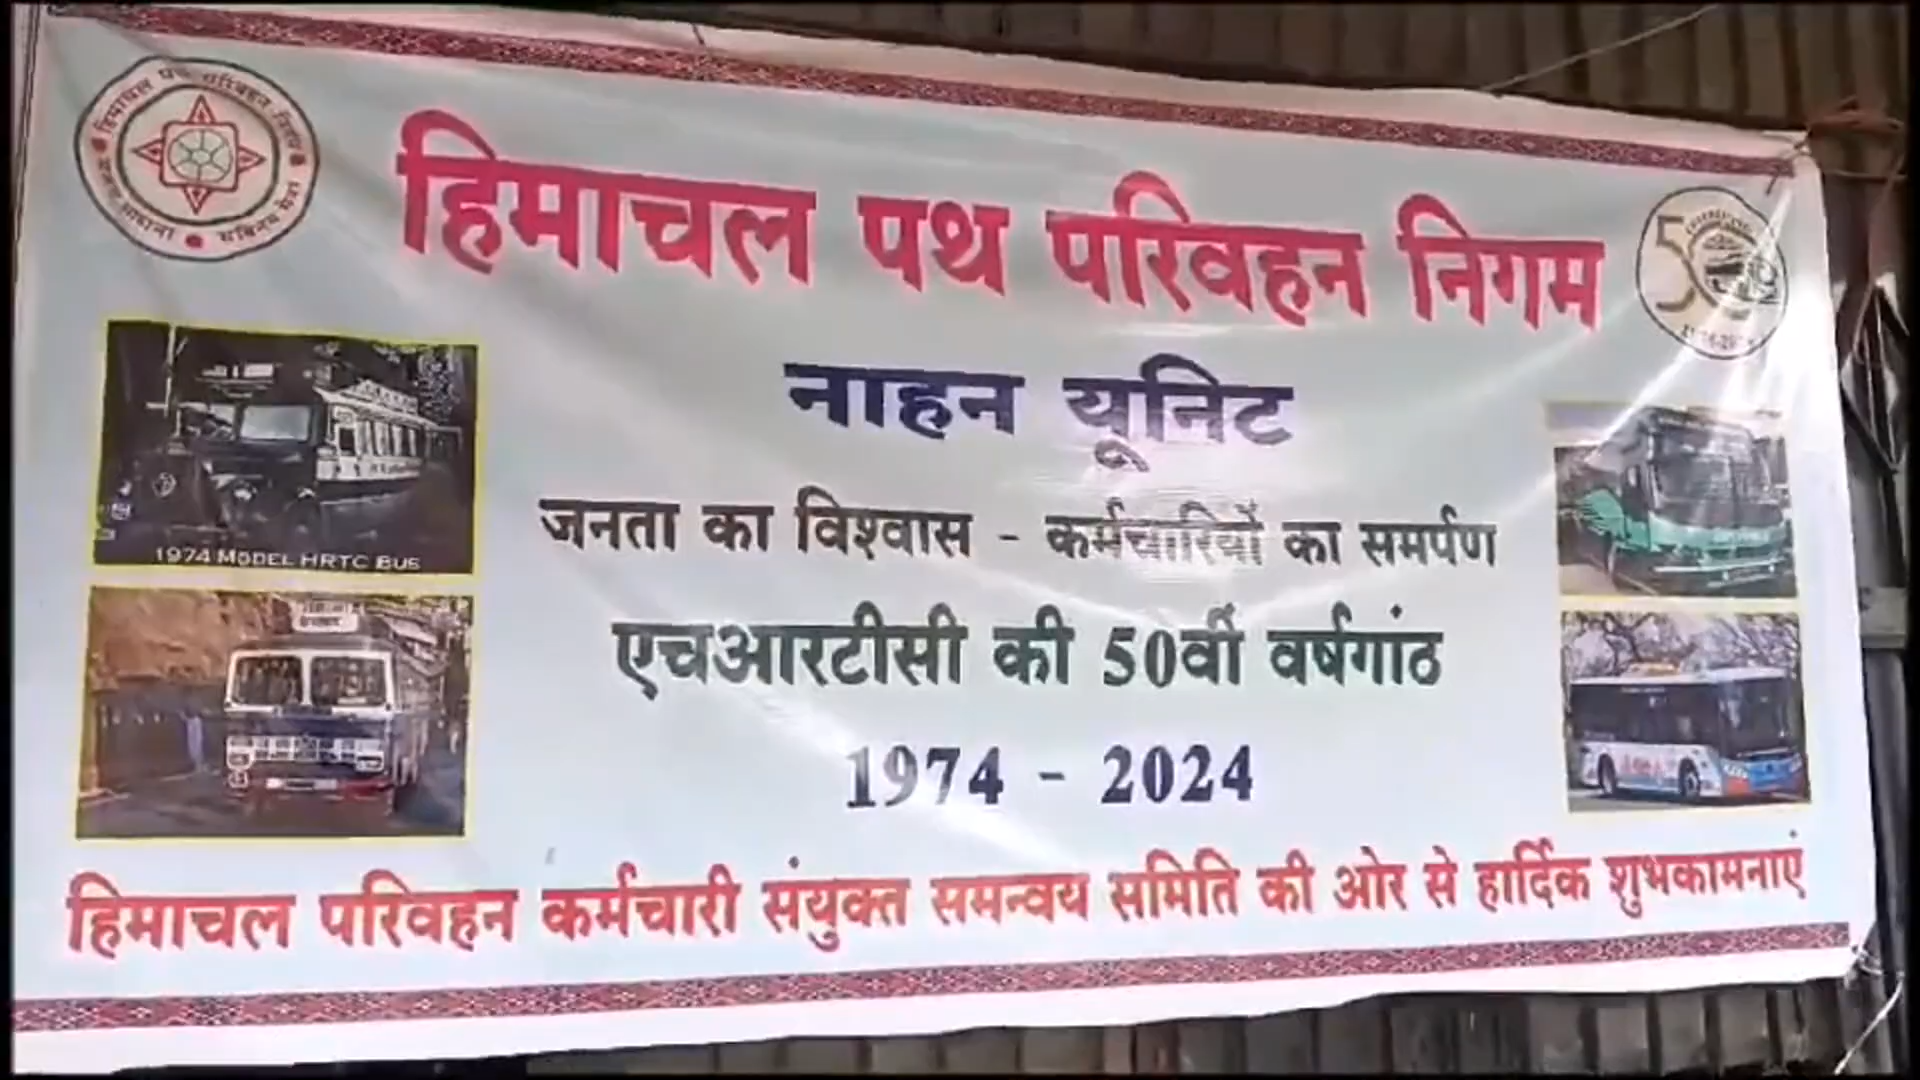 हिमाचल पथ परिवहन निगम
नाहन यूनिट
जनता का विश्वास - कर्मचारियों का समर्पण
एचआरटीसी की 50वीं वर्षगांठ
1974 - 2024
1974 MODEL HRTC BUS
हिमाचल परिवहन कर्मचारी संयुक्त समन्वय समिति की ओर से हार्दिक शुभकामनाएं